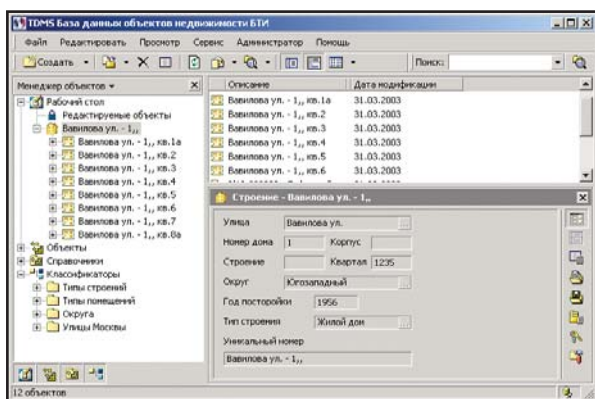 TDMS База данных объектов недвижимости БТИ
Файл Редактировать Просмотр Сервис Администратор Помощь
Создать Поиск:
Менеджер объектов
Рабочий стол
Редактируемые объекты
Вавилова ул. - 1,,
Вавилова ул. - 1,, кв.1а
Вавилова ул. - 1,, кв.2
Вавилова ул. - 1,, кв.3
Вавилова ул. - 1,, кв.4
Вавилова ул. - 1,, кв.5
Вавилова ул. - 1,, кв.6
Вавилова ул. - 1,, кв.7
Вавилова ул. - 1,, кв.8а
Объекты
Справочники
Классификаторы
Типы строений
Типы помещений
Округа
Улицы Москвы
Описание Дата модификации
Вавилова ул. - 1,, кв.1а 31.03.2003
Вавилова ул. - 1,, кв.2 31.03.2003
Вавилова ул. - 1,, кв.3 31.03.2003
Вавилова ул. - 1,, кв.4 31.03.2003
Вавилова ул. - 1,, кв.5 31.03.2003
Вавилова ул. - 1,, кв.6 31.03.2003
Строение - Вавилова ул. - 1,,
Улица Вавилова ул.
Номер дома 1 Корпус
Строение Квартал 1235
Округ Югозападный
Год посторойки 1956
Тип строения Жилой дом
Уникальный номер
Вавилова ул. - 1,,
12 объектов